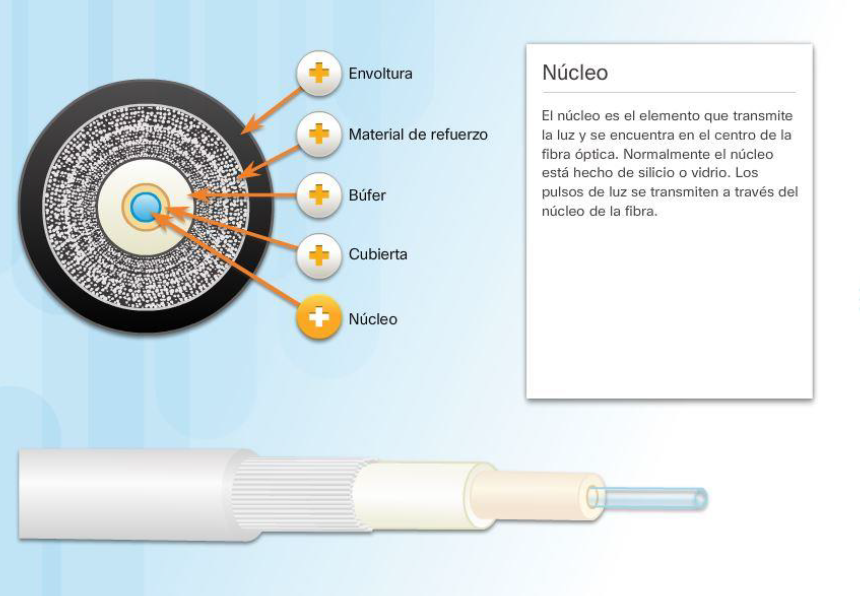 Envoltura
Material de refuerzo
Búfer
Cubierta
Núcleo
Núcleo
El núcleo es el elemento que transmite
la luz y se encuentra en el centro de la
fibra óptica. Normalmente el núcleo
está hecho de silicio o vidrio. Los
pulsos de luz se transmiten a través del
núcleo de la fibra.